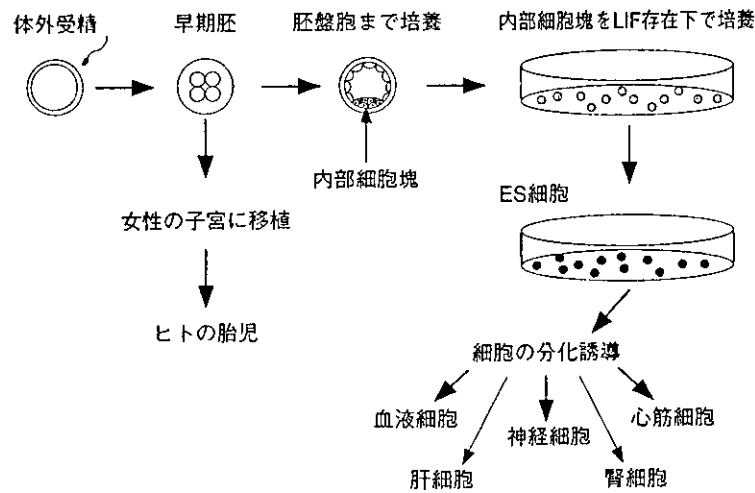 体外受精
早期胚
胚盤胞まで培養
内部細胞塊をLIF存在下で培養
内部細胞塊
ES細胞
女性の子宮に移植
ヒトの胎児
細胞の分化誘導
血液細胞
神経細胞
心筋細胞
肝細胞
腎細胞